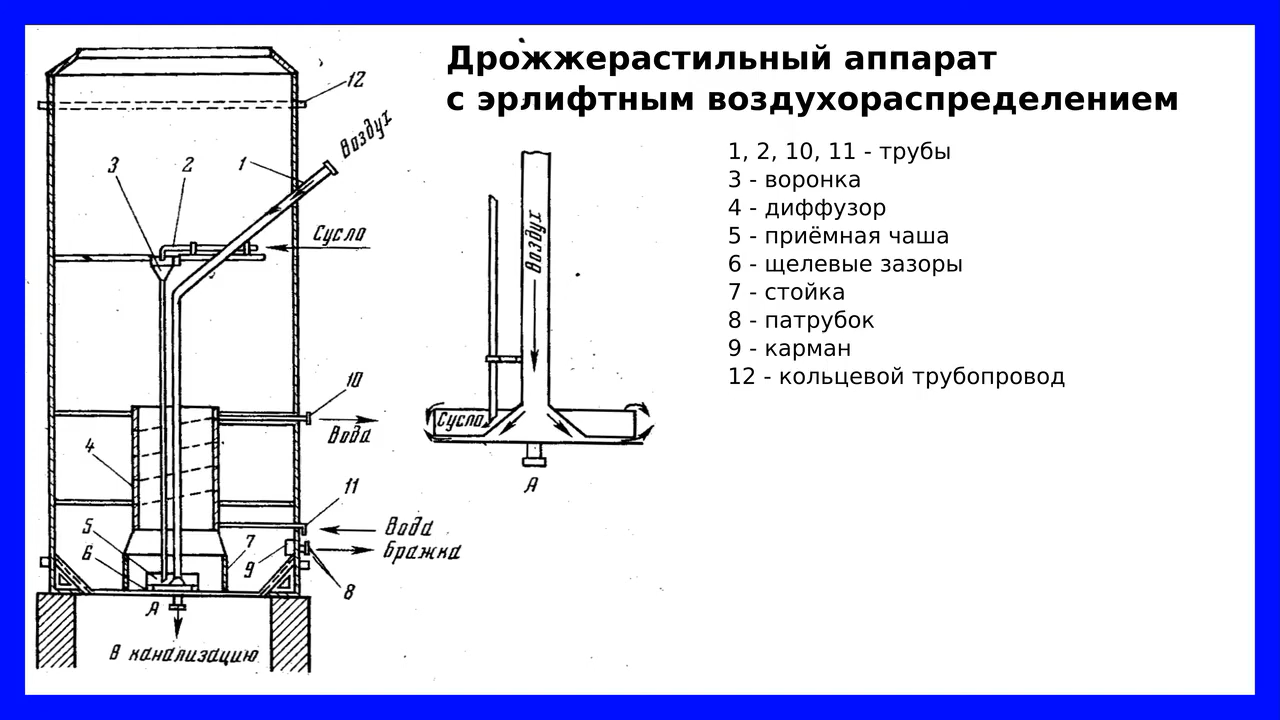 Дрожжерастильный аппарат
с эрлифтным воздухораспределением
1, 2, 10, 11 - трубы
3 - воронка
4 - диффузор
5 - приёмная чаша
6 - щелевые зазоры
7 - стойка
8 - патрубок
9 - карман
12 - кольцевой трубопровод
12
Воздух
3
2
1
Сусло
10
Вода
4
11
Вода
5
7
Бражка
6
9
8
А
В канализацию
Воздух
Сусло
А